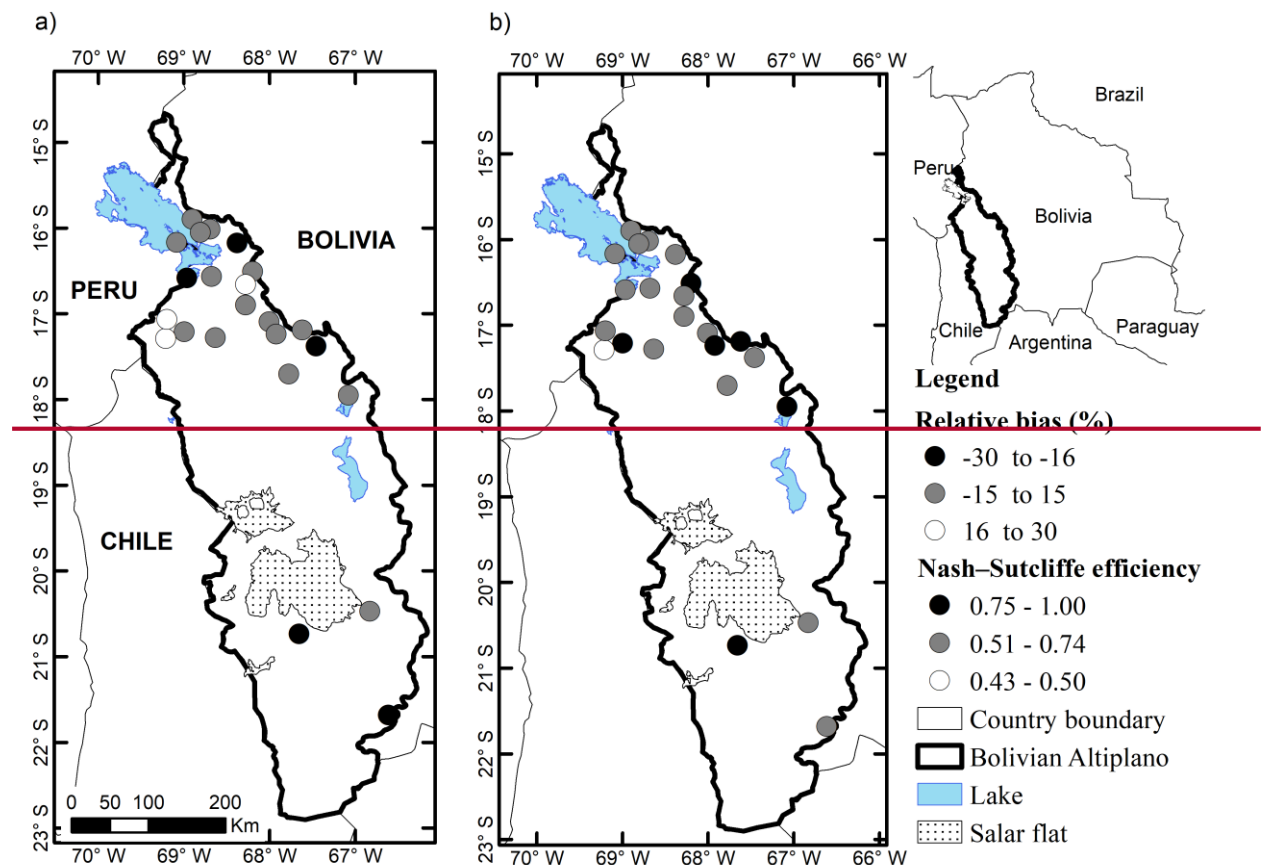 a)
70° W 69° W 68° W 67° W
15° S
16° S
17° S
18° S
19° S
20° S
21° S
22° S
23° S
BOLIVIA
PERU
CHILE
0 50 100 200
Km
70° W 69° W 68° W 67° W
b)
70° W 69° W 68° W 67° W 66° W
15° S
16° S
17° S
18° S
19° S
20° S
21° S
22° S
23° S
70° W 69° W 68° W 67° W 66° W
Brazil
Peru
Bolivia
Chile
Paraguay
Argentina
Legend
Relative bias (%)
-30 to -16
-15 to 15
16 to 30
Nash–Sutcliffe efficiency
0.75 - 1.00
0.51 - 0.74
0.43 - 0.50
Country boundary
Bolivian Altiplano
Lake
Salar flat